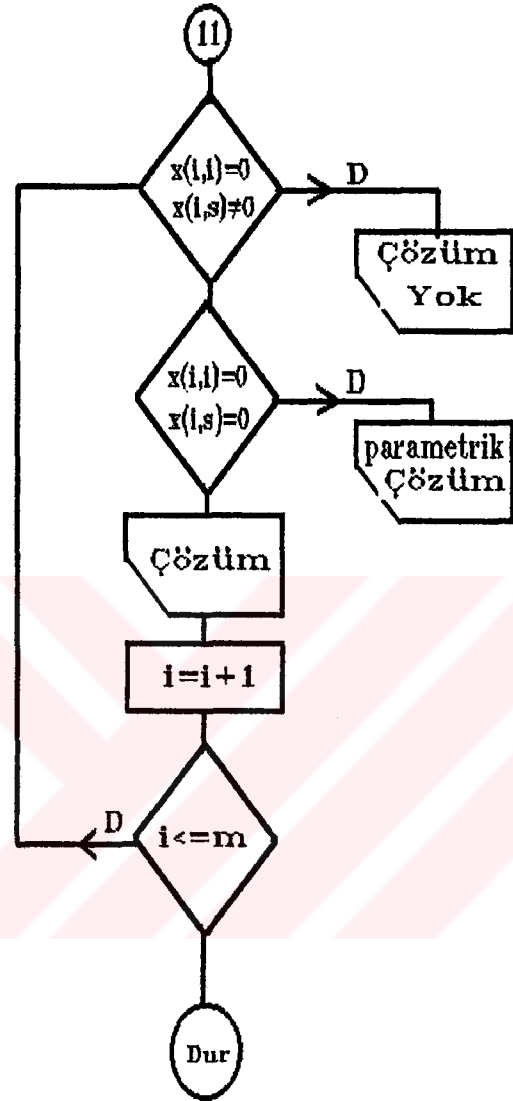 11
x(i,i)=0
x(i,s)≠0
D
Çözüm
Yok
x(i,i)=0
x(i,s)=0
D
parametrik
Çözüm
Çözüm
i=i+1
D
i<=m
Dur